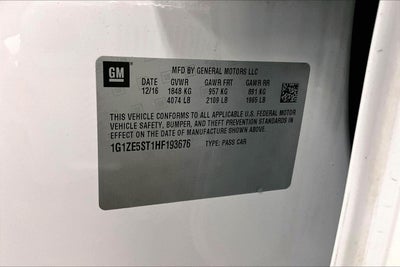 GM
MFD BY GENERAL MOTORS LLC
DATE GVWR GAWR FRT GAWR RR
12/16 1848 KG 957 KG 891 KG
4074 LB 2109 LB 1965 LB
THIS VEHICLE CONFORMS TO ALL APPLICABLE U.S. FEDERAL MOTOR
VEHICLE SAFETY, BUMPER, AND THEFT PREVENTION STANDARDS IN
EFFECT ON THE DATE OF MANUFACTURE SHOWN ABOVE.
1G1ZE5ST1HF193676 TYPE: PASS CAR